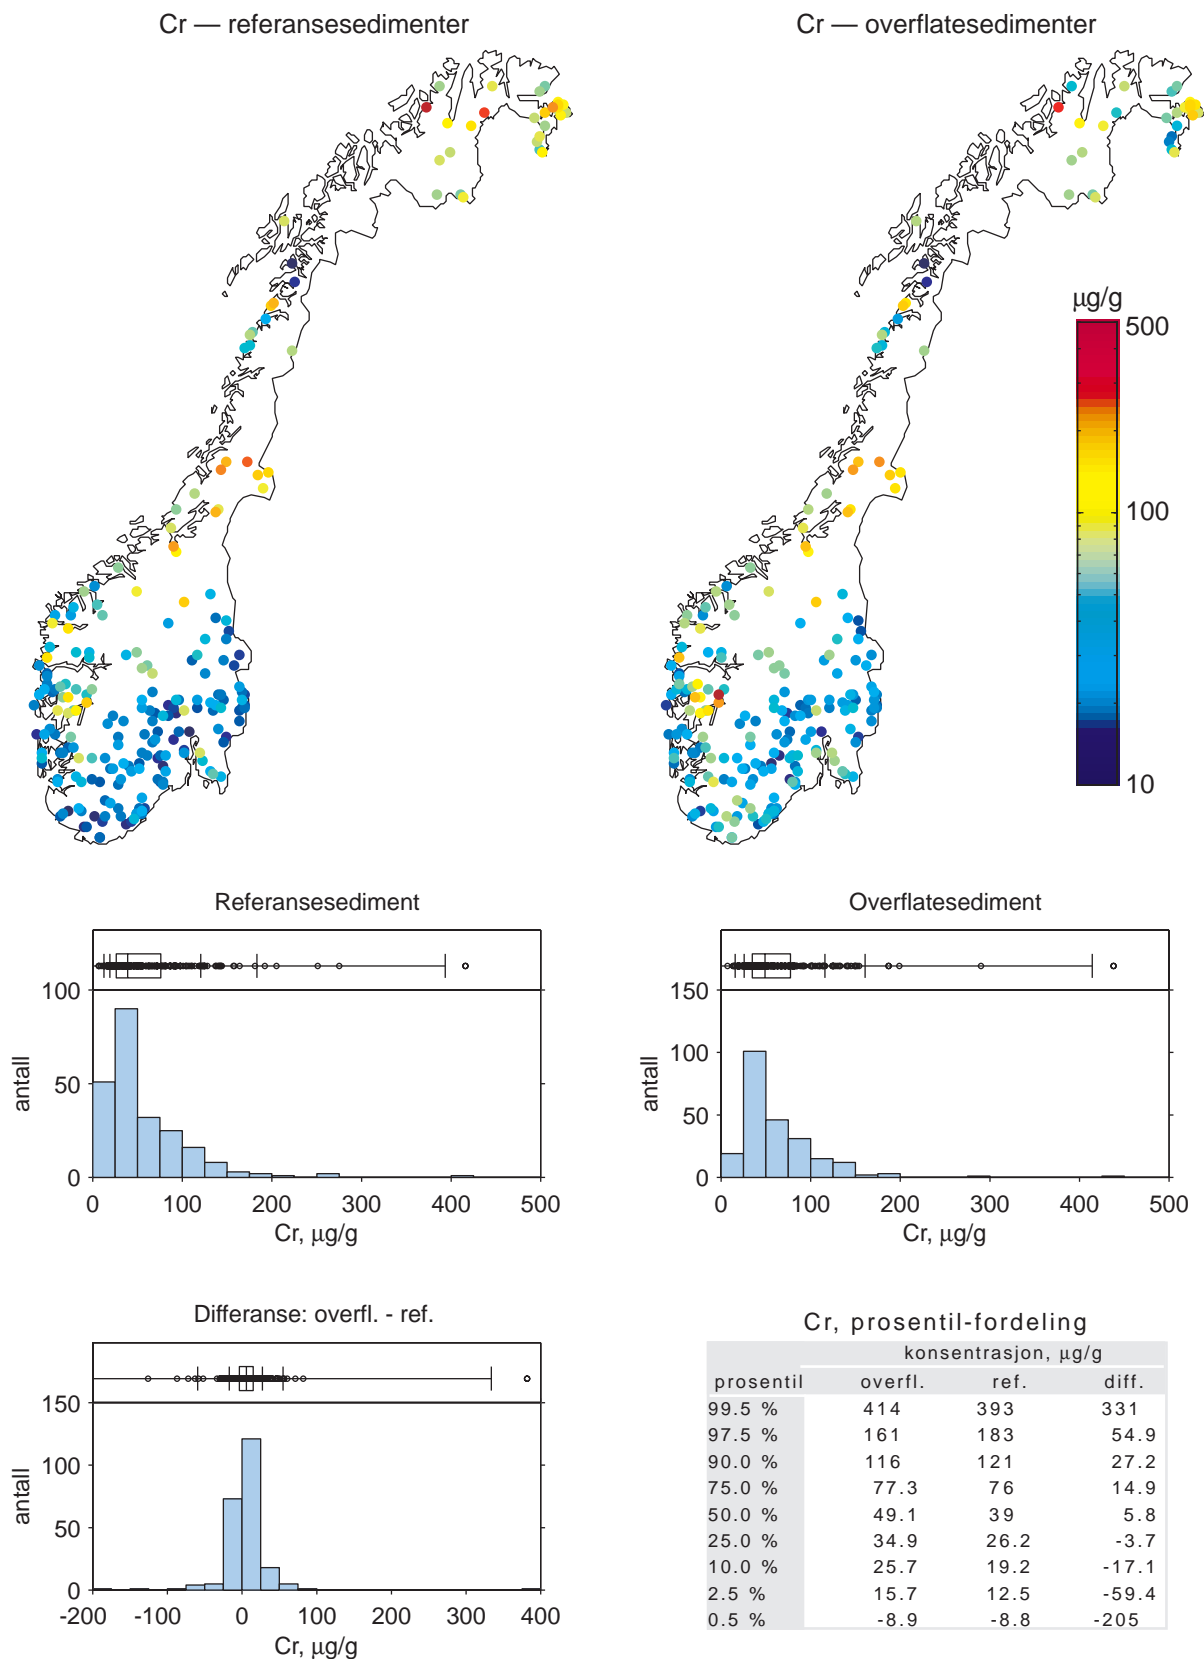 Cr — referansesedimenter
Cr — overflatesedimenter
µg/g
500
100
10
Referansesediment
100
50
0
antall
0 100 200 300 400 500
Cr, µg/g
Overflatesediment
150
100
50
0
antall
0 100 200 300 400 500
Cr, µg/g
Differanse: overfl. - ref.
150
100
50
0
antall
-200 -100 0 100 200 300 400
Cr, µg/g
Cr, prosentil-fordeling
konsentrasjon, µg/g
prosentil overfl. ref. diff.
99.5 % 414 393 331
97.5 % 161 183 54.9
90.0 % 116 121 27.2
75.0 % 77.3 76 14.9
50.0 % 49.1 39 5.8
25.0 % 34.9 26.2 -3.7
10.0 % 25.7 19.2 -17.1
2.5 % 15.7 12.5 -59.4
0.5 % -8.9 -8.8 -205